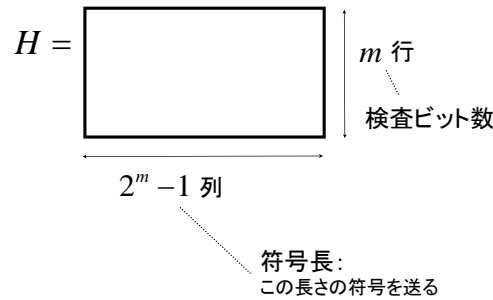 H =
m 行
検査ビット数
2^m − 1 列
符号長:
この長さの符号を送る